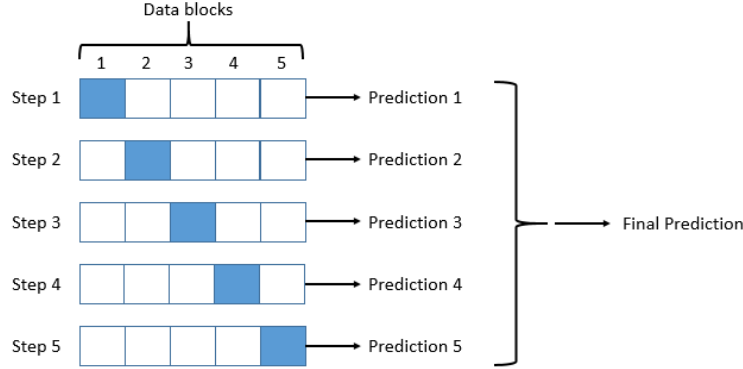 Data blocks
1 2 3 4 5
Step 1 Prediction 1
Step 2 Prediction 2
Step 3 Prediction 3
Final Prediction
Step 4 Prediction 4
Step 5 Prediction 5